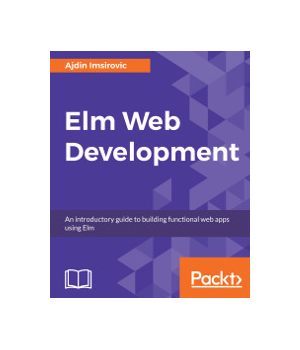 Ajdin Imsirovic
Elm Web
Development
An introductory guide to building functional web apps
using Elm
Packt>